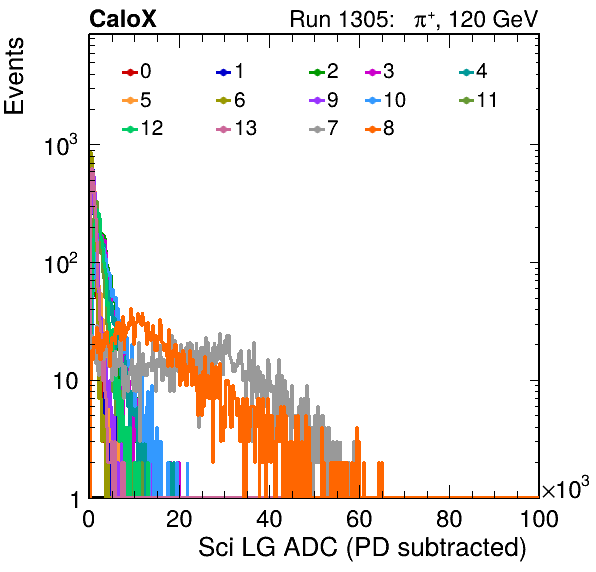 CaloX Run 1305: π⁺, 120 GeV
Events
0 1 2 3 4
5 6 9 10 11
12 13 7 8
10³
10²
10
1
0 20 40 60 80 100 ×10³
Sci LG ADC (PD subtracted)